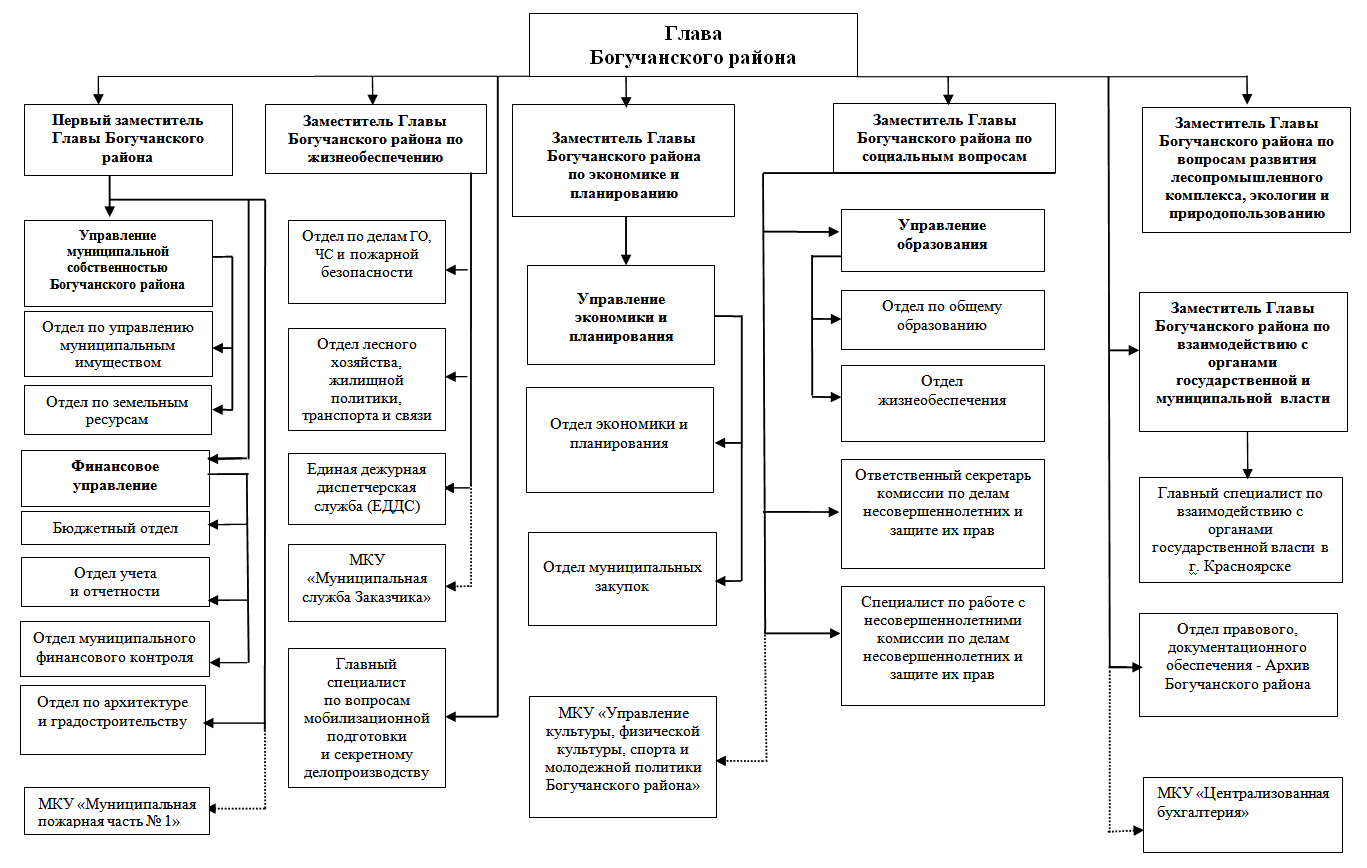 Глава
Богучанского района
Первый заместитель
Главы Богучанского
района
Управление
муниципальной
собственностью
Богучанского района
Отдел по управлению
муниципальным
имуществом
Отдел по земельным
ресурсам
Финансовое
управление
Бюджетный отдел
Отдел учета
и отчетности
Отдел муниципального
финансового контроля
Отдел по архитектуре
и градостроительству
МКУ «Муниципальная
пожарная часть № 1»
Заместитель Главы
Богучанского района по
жизнеобеспечению
Отдел по делам ГО,
ЧС и пожарной
безопасности
Отдел лесного
хозяйства,
жилищной
политики,
транспорта и связи
Единая дежурная
диспетчерская
служба (ЕДДС)
МКУ
«Муниципальная
служба Заказчика»
Главный
специалист
по вопросам
мобилизационной
подготовки
и секретному
делопроизводству
Заместитель Главы
Богучанского района
по экономике и
планированию
Управление
экономики и
планирования
Отдел экономики и
планирования
Отдел муниципальных
закупок
МКУ «Управление
культуры, физической
культуры, спорта и
молодежной политики
Богучанского района»
Заместитель Главы
Богучанского района по
социальным вопросам
Управление
образования
Отдел по общему
образованию
Отдел
жизнеобеспечения
Ответственный секретарь
комиссии по делам
несовершеннолетних и
защите их прав
Специалист по работе с
несовершеннолетними
комиссии по делам
несовершеннолетних и
защите их прав
Заместитель Главы
Богучанского района по
вопросам развития
лесопромышленного
комплекса, экологии и
природопользованию
Заместитель Главы
Богучанского района по
взаимодействию с
органами
государственной и
муниципальной власти
Главный специалист по
взаимодействию с
органами
государственной власти в
г. Красноярске
Отдел правового,
документационного
обеспечения - Архив
Богучанского района
МКУ «Централизованная
бухгалтерия»